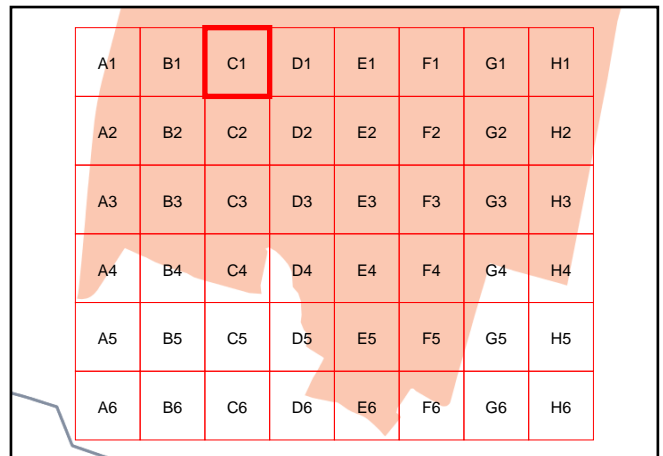 A1 B1 C1 D1 E1 F1 G1 H1
A2 B2 C2 D2 E2 F2 G2 H2
A3 B3 C3 D3 E3 F3 G3 H3
A4 B4 C4 D4 E4 F4 G4 H4
A5 B5 C5 D5 E5 F5 G5 H5
A6 B6 C6 D6 E6 F6 G6 H6